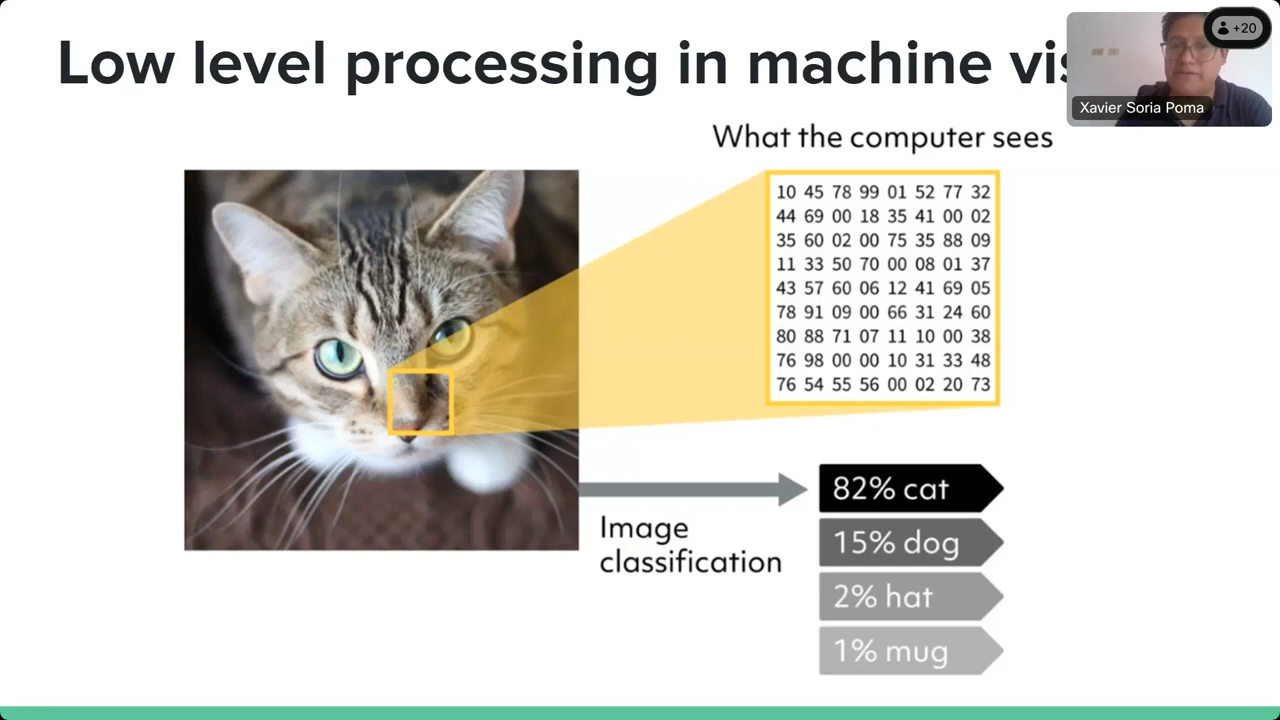 Low level processing in machine vis
+20
Xavier Soria Poma
What the computer sees
10 45 78 99 01 52 77 32
44 69 00 18 35 41 00 02
35 60 02 00 75 35 88 09
11 33 50 70 00 08 01 37
43 57 60 06 12 41 69 05
78 91 09 00 66 31 24 60
80 88 71 07 11 10 00 38
76 98 00 00 10 31 33 48
76 54 55 56 00 02 20 73
Image
classification
82% cat
15% dog
2% hat
1% mug